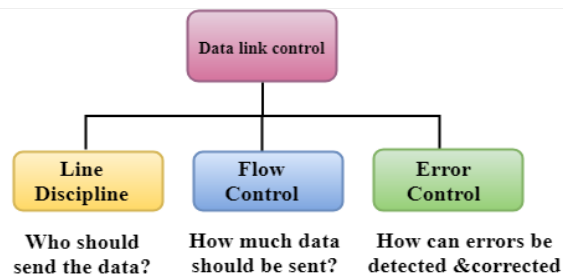 Data link control
Line
Discipline
Flow
Control
Error
Control
Who should
send the data?
How much data
should be sent?
How can errors be
detected &corrected